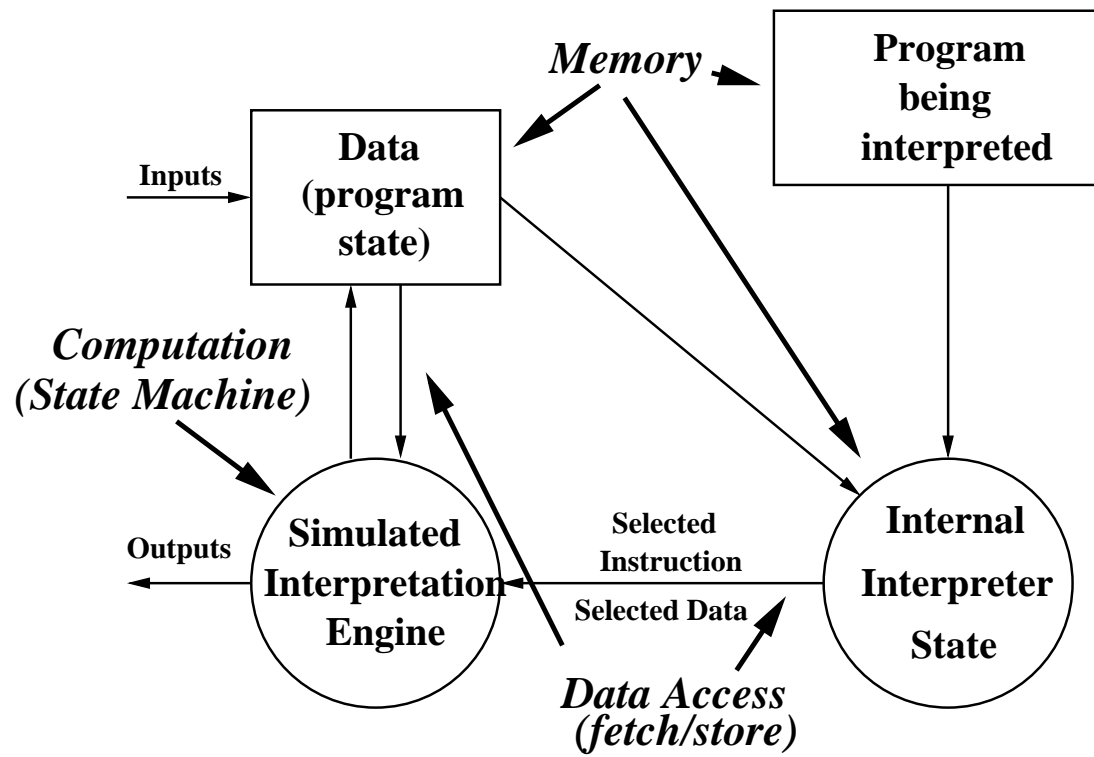 Memory
Program
being
interpreted
Data
(program
state)
Inputs
Computation
(State Machine)
Simulated
Interpretation
Engine
Outputs
Selected
Instruction
Selected Data
Internal
Interpreter
State
Data Access
(fetch/store)